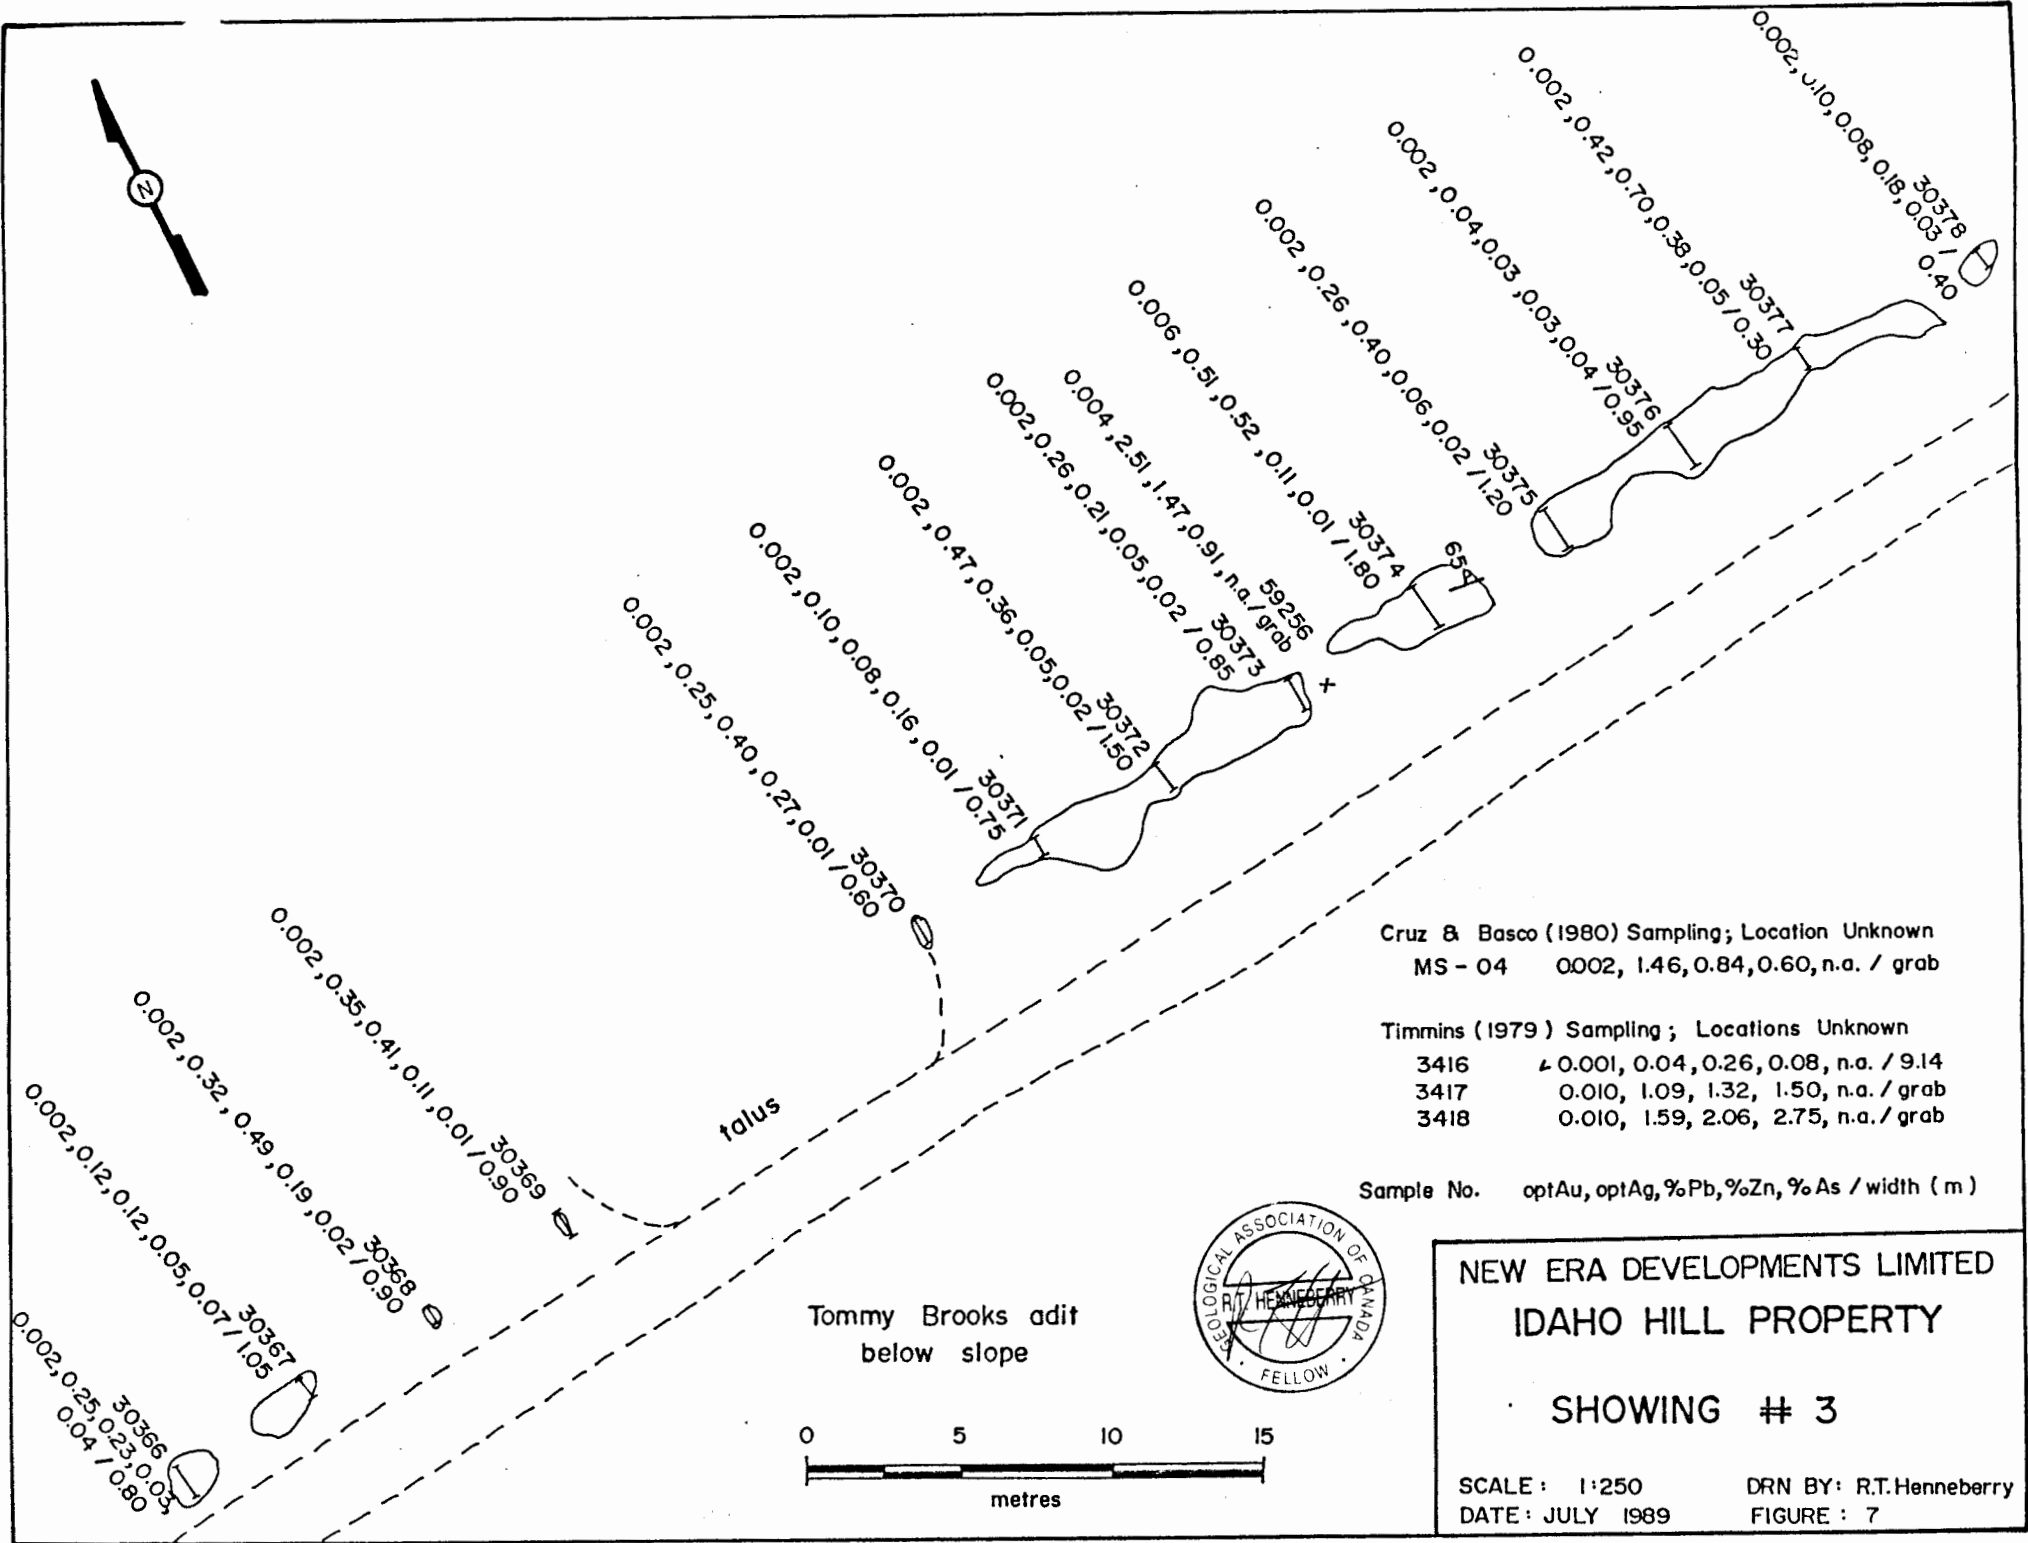 N
0.002, 0.10, 0.08, 0.18, 0.03 /
0.40
30378
0.002, 0.42, 0.70, 0.38, 0.05 / 0.30
30377
0.002, 0.04, 0.03, 0.03, 0.04 / 0.95
30376
0.002, 0.26, 0.40, 0.06, 0.02 / 1.20
30375
0.006, 0.51, 0.52, 0.11, 0.01 / 1.80
30374
65
0.004, 2.51, 1.47, 0.91, n.a. / grab
59256
0.002, 0.26, 0.21, 0.05, 0.02 / 0.85
30373
0.002, 0.47, 0.36, 0.05, 0.02 / 1.50
30372
0.002, 0.10, 0.08, 0.16, 0.01 / 0.75
30371
0.002, 0.25, 0.40, 0.27, 0.01 / 0.60
30370
0.002, 0.35, 0.41, 0.11, 0.01 / 0.90
30369
0.002, 0.32, 0.49, 0.19, 0.02 / 0.90
30368
0.002, 0.12, 0.12, 0.05, 0.07 / 1.05
30367
0.002, 0.25, 0.23, 0.03,
0.04 / 0.80
30366
talus
Cruz & Basco (1980) Sampling; Location Unknown
MS - 04 0.002, 1.46, 0.84, 0.60, n.a. / grab
Timmins (1979) Sampling; Locations Unknown
3416 ∠ 0.001, 0.04, 0.26, 0.08, n.a. / 9.14
3417 0.010, 1.09, 1.32, 1.50, n.a. / grab
3418 0.010, 1.59, 2.06, 2.75, n.a. / grab
Sample No. optAu, optAg, %Pb, %Zn, %As / width (m)
Tommy Brooks adit
below slope
GEOLOGICAL ASSOCIATION OF CANADA
R.T. HENNEBERRY
FELLOW
0 5 10 15
metres
NEW ERA DEVELOPMENTS LIMITED
IDAHO HILL PROPERTY
SHOWING # 3
SCALE : 1:250 DRN BY: R.T. Henneberry
DATE : JULY 1989 FIGURE : 7